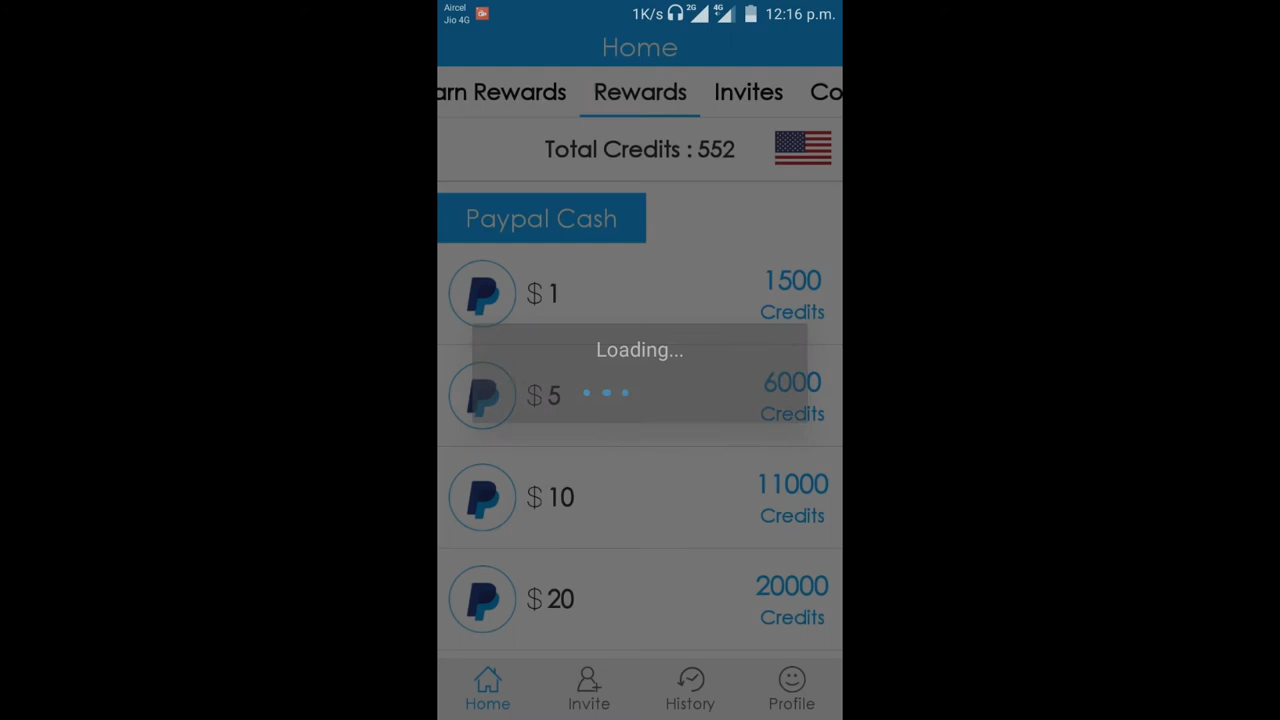 Aircel
Jio 4G
1K/s 2G 4G 12:16 p.m.
Home
arn Rewards Rewards Invites Co
Total Credits : 552
Paypal Cash
$ 1
1500
Credits
Loading...
$ 5
6000
Credits
$ 10
11000
Credits
$ 20
20000
Credits
Home Invite History Profile